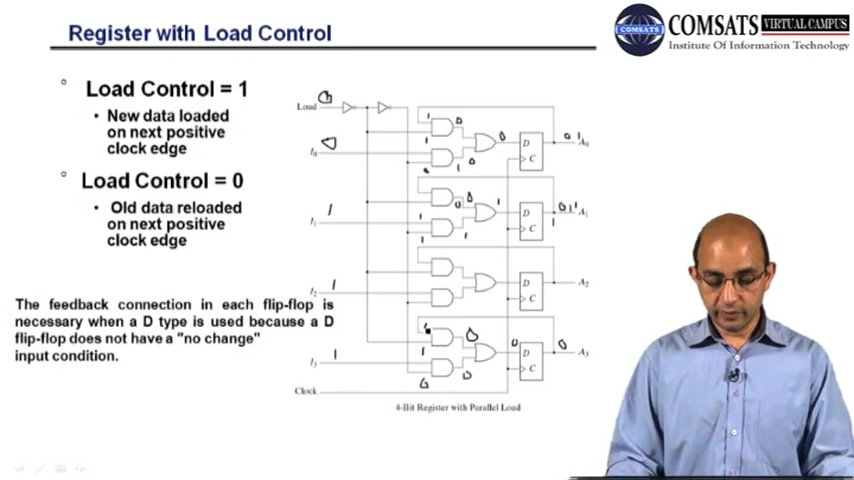 Register with Load Control
COMSATS
COMSATS VIRTUAL CAMPUS
Institute Of Information Technology
° Load Control = 1
• New data loaded
on next positive
clock edge
° Load Control = 0
• Old data reloaded
on next positive
clock edge
The feedback connection in each flip-flop is
necessary when a D type is used because a D
flip-flop does not have a "no change"
input condition.
Load
I₀
D
C
A₀
I₁
D
C
A₁
I₂
D
C
A₂
I₃
D
C
A₃
Clock
4-Bit Register with Parallel Load